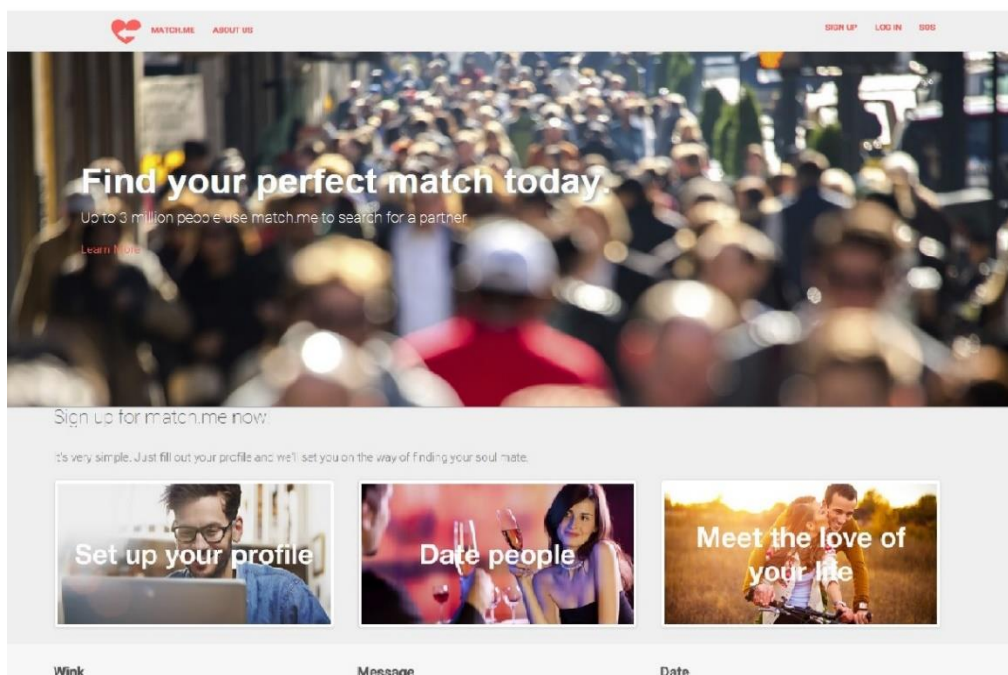 MATCH.ME ABOUT US
SIGN UP LOG IN SOS
Find your perfect match today.
Up to 3 million people use match.me to search for a partner
Learn More
Sign up for match.me now
It's very simple. Just fill out your profile and we'll set you on the way of finding your soul mate.
Set up your profile
Date people
Meet the love of
your life
Wink
Message
Date